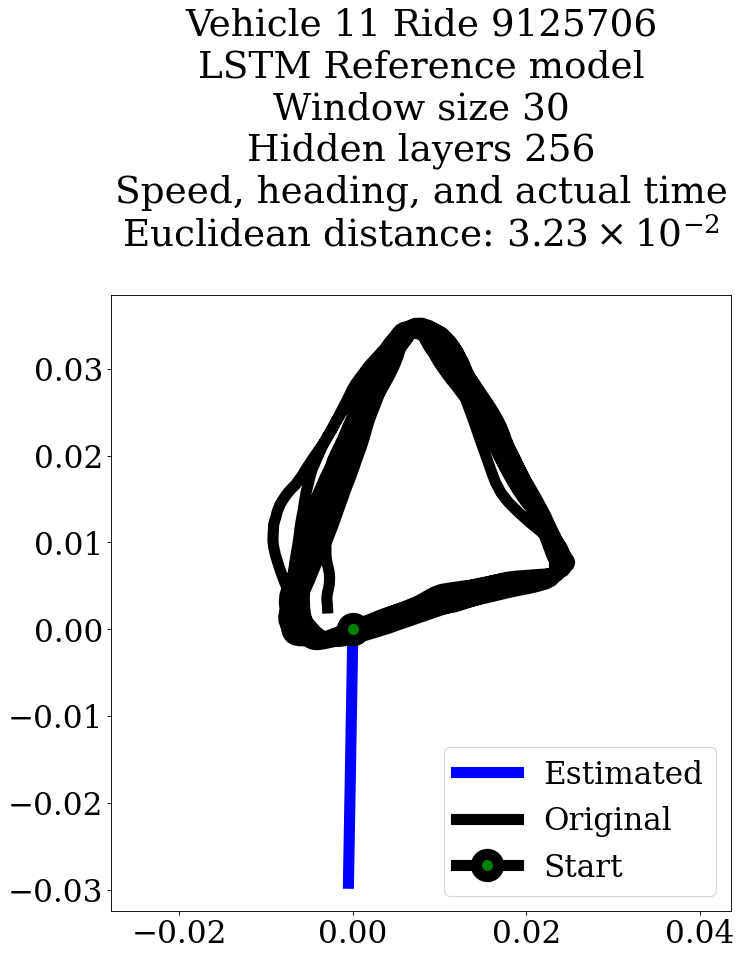 Vehicle 11 Ride 9125706
LSTM Reference model
Window size 30
Hidden layers 256
Speed, heading, and actual time
Euclidean distance: 3.23 × 10⁻²
0.03
0.02
0.01
0.00
−0.01
−0.02
−0.03
Estimated
Original
Start
−0.02 0.00 0.02 0.04